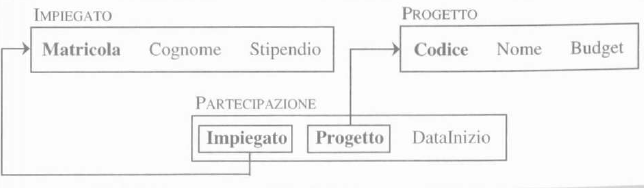 IMPIEGATO
Matricola Cognome Stipendio
PROGETTO
Codice Nome Budget
PARTECIPAZIONE
Impiegato Progetto DataInizio